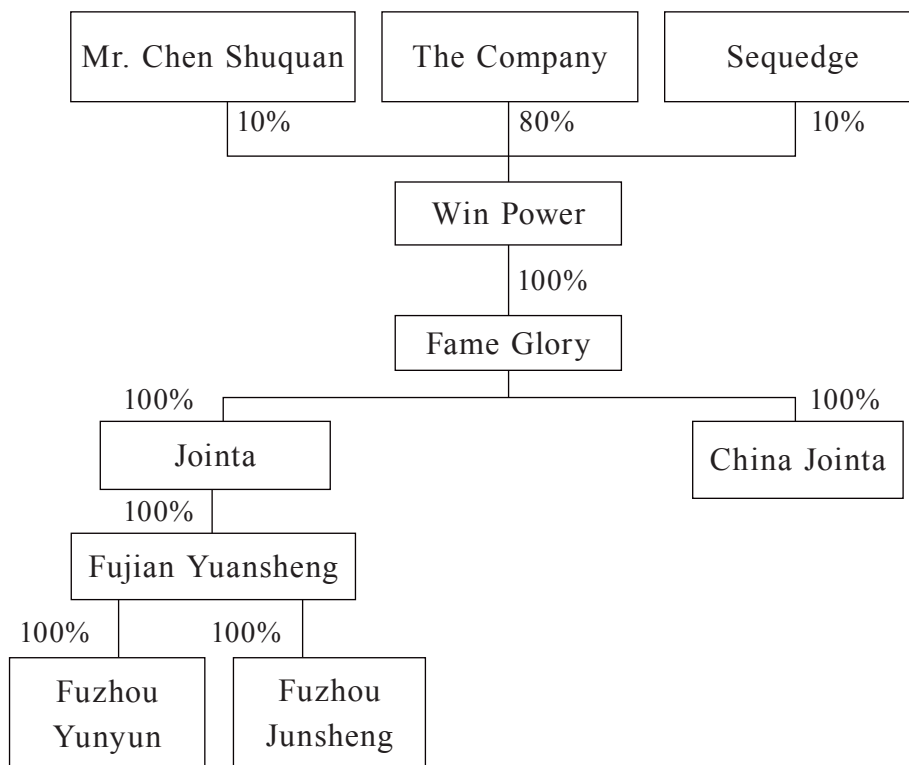 Mr. Chen Shuquan
The Company
Sequedge
10%
80%
10%
Win Power
100%
Fame Glory
100%
100%
Jointa
China Jointa
100%
Fujian Yuansheng
100%
100%
Fuzhou
Yunyun
Fuzhou
Junsheng